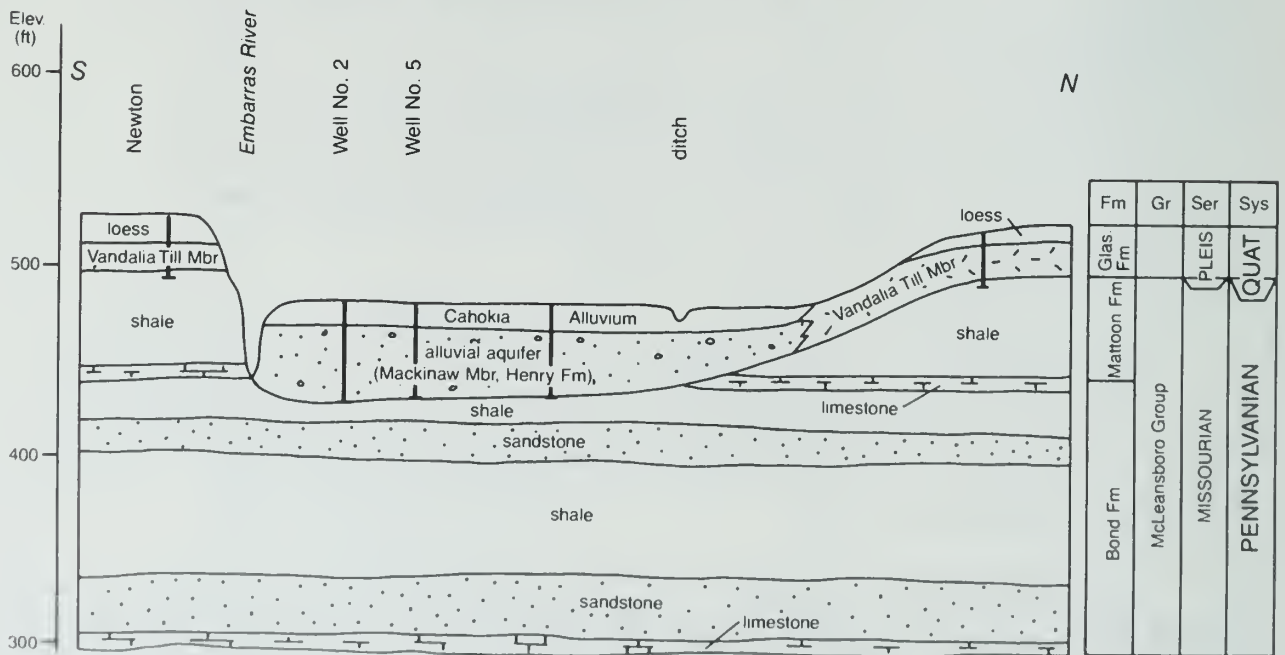 Elev.
(ft)
600
500
400
300
S
N
Newton
Embarras River
Well No. 2
Well No. 5
ditch
loess
Vandalia Till Mbr
shale
Cahokia Alluvium
alluvial aquifer
(Mackinaw Mbr, Henry Fm)
shale
loess
Vandalia Till Mbr
shale
limestone
sandstone
shale
sandstone
limestone
Fm Gr Ser Sys
Glas. Fm
PLEIS
QUAT
Mattoon Fm
Bond Fm
McLeansboro Group
MISSOURIAN
PENNSYLVANIAN